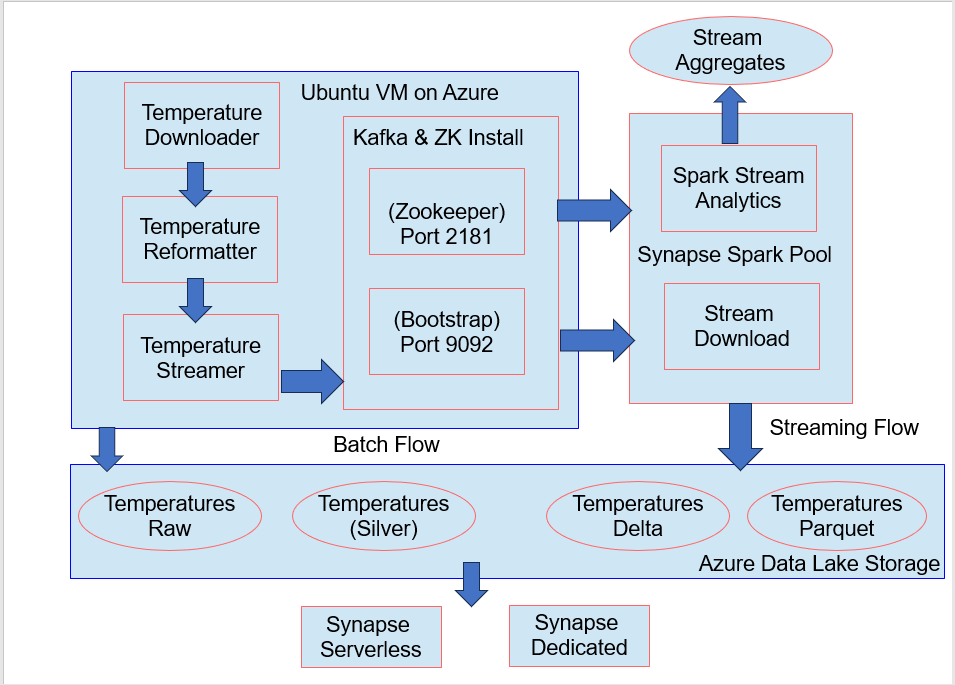 Stream
Aggregates
Ubuntu VM on Azure
Temperature
Downloader
Kafka & ZK Install
(Zookeeper)
Port 2181
Spark Stream
Analytics
Temperature
Reformatter
Synapse Spark Pool
(Bootstrap)
Port 9092
Stream
Download
Temperature
Streamer
Batch Flow
Streaming Flow
Temperatures
Raw
Temperatures
(Silver)
Temperatures
Delta
Temperatures
Parquet
Azure Data Lake Storage
Synapse
Serverless
Synapse
Dedicated